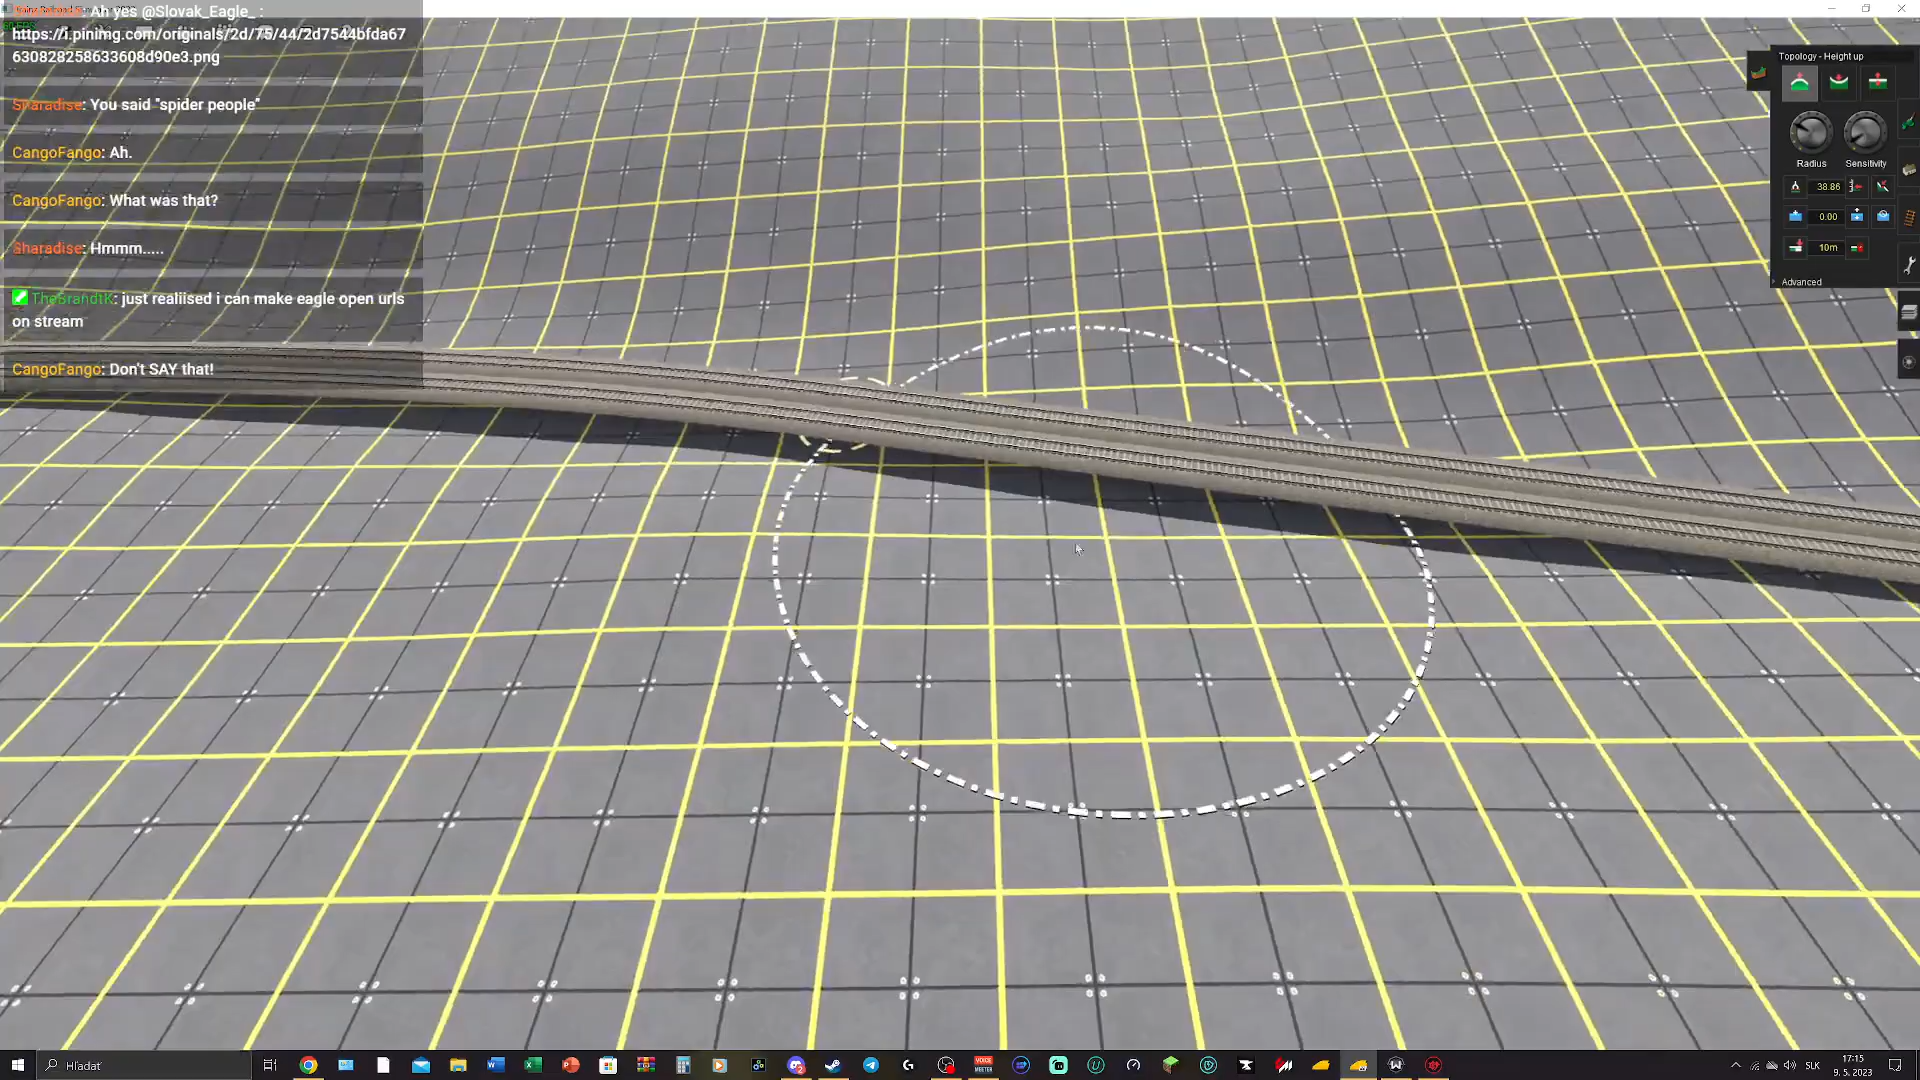 Ah yes @Slovak_Eagle_ :
https://i.pinimg.com/originals/2d/75/44/2d7544bfda67
630828258633608d90e3.png
Sharadise: You said "spider people"
CangoFango: Ah.
CangoFango: What was that?
Sharadise: Hmmm.....
TheBrandtK: just realiised i can make eagle open urls
on stream
CangoFango: Don't SAY that!
Topology - Height up
Radius
Sensitivity
38.86
0.00
10m
Advanced
Hľadať
VOICE
MEETER
SLK
17:15
9. 5. 2023